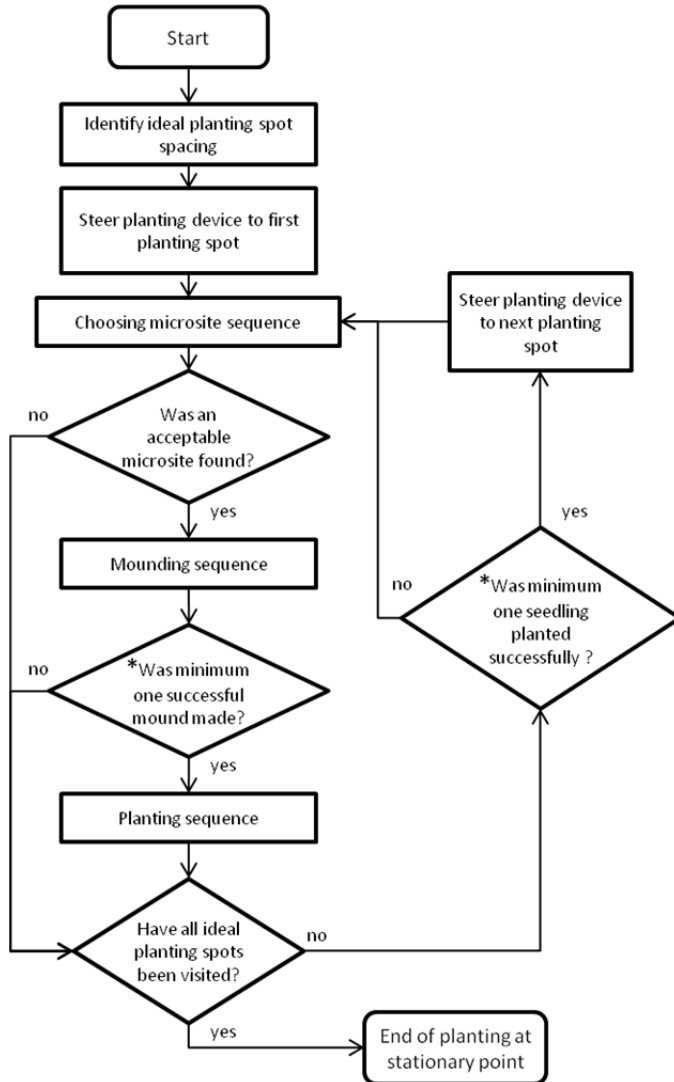 Start
Identify ideal planting spot
spacing
Steer planting device to first
planting spot
Choosing microsite sequence
Steer planting device
to next planting
spot
no
Was an
acceptable
microsite found?
yes
Mounding sequence
yes
no
*Was minimum
one seedling
planted
successfully ?
no
*Was minimum
one successful
mound made?
yes
Planting sequence
Have all ideal
planting spots
been visited?
no
yes
End of planting at
stationary point